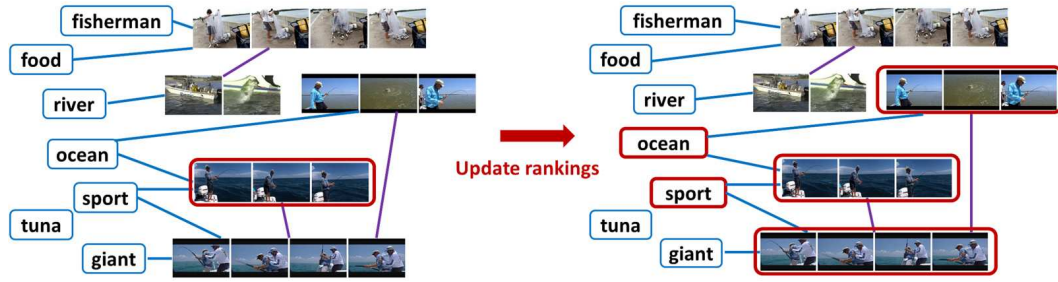 fisherman
food
river
ocean
sport
tuna
giant
Update rankings
fisherman
food
river
ocean
sport
tuna
giant